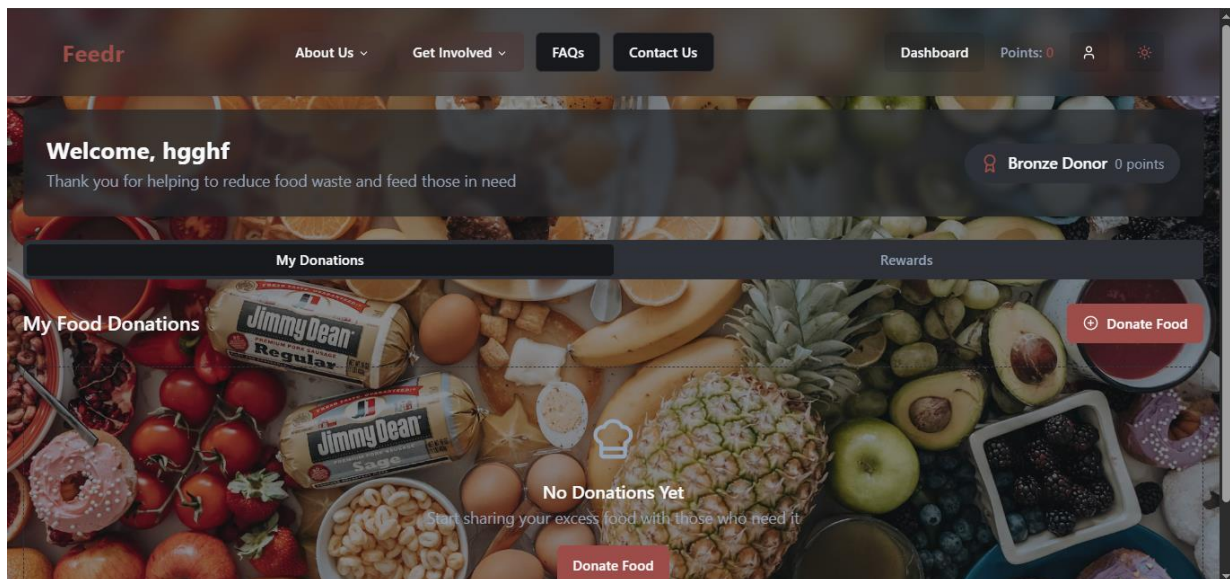 Feedr
About Us
Get Involved
FAQs
Contact Us
Dashboard
Points: 0
Welcome, hgghf
Thank you for helping to reduce food waste and feed those in need
Bronze Donor 0 points
My Donations
Rewards
My Food Donations
Donate Food
Jimmy Dean
PREMIUM PORK SAUSAGE
Regular
Jimmy Dean
PREMIUM PORK SAUSAGE
Sage
No Donations Yet
Start sharing your excess food with those who need it
Donate Food